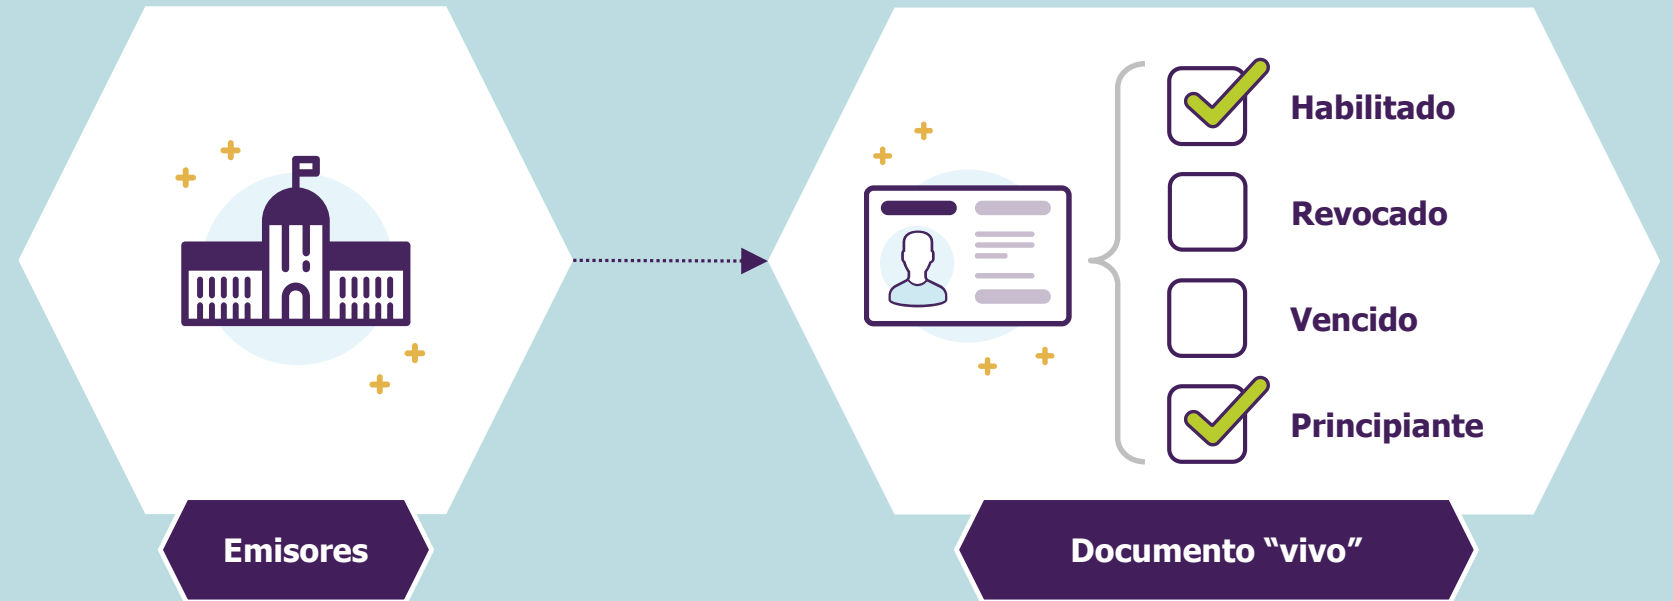 Habilitado
Revocado
Vencido
Principiante
Emisores
Documento “vivo”